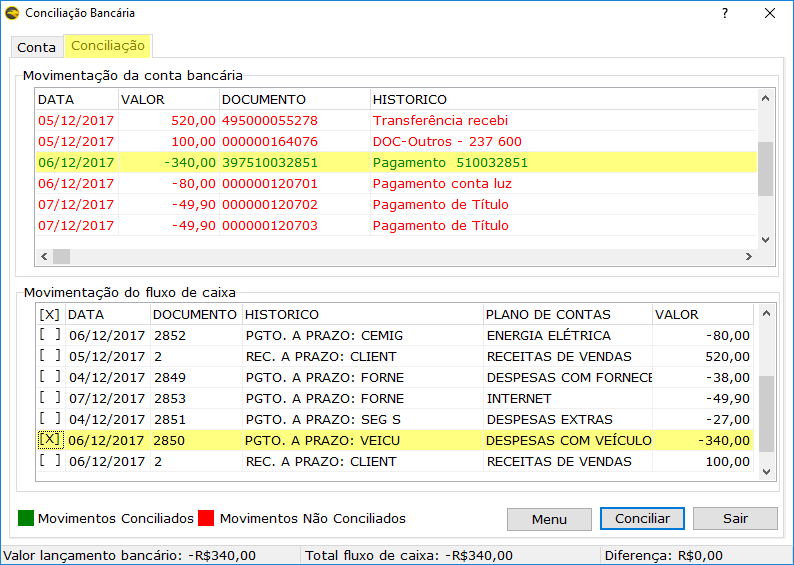 Conciliação Bancária
Conta Conciliação
Movimentação da conta bancária
DATA VALOR DOCUMENTO HISTORICO
05/12/2017 520,00 495000055278 Transferência recebi
05/12/2017 100,00 000000164076 DOC-Outros - 237 600
06/12/2017 -340,00 397510032851 Pagamento 510032851
06/12/2017 -80,00 000000120701 Pagamento conta luz
07/12/2017 -49,90 000000120702 Pagamento de Título
07/12/2017 -49,90 000000120703 Pagamento de Título
Movimentação do fluxo de caixa
[X] DATA DOCUMENTO HISTORICO PLANO DE CONTAS VALOR
[ ] 06/12/2017 2852 PGTO. A PRAZO: CEMIG ENERGIA ELÉTRICA -80,00
[ ] 05/12/2017 2 REC. A PRAZO: CLIENT RECEITAS DE VENDAS 520,00
[ ] 04/12/2017 2849 PGTO. A PRAZO: FORNE DESPESAS COM FORNECE -38,00
[ ] 07/12/2017 2853 PGTO. A PRAZO: FORNE INTERNET -49,90
[ ] 04/12/2017 2851 PGTO. A PRAZO: SEG S DESPESAS EXTRAS -27,00
[X] 06/12/2017 2850 PGTO. A PRAZO: VEICU DESPESAS COM VEÍCULO -340,00
[ ] 06/12/2017 2 REC. A PRAZO: CLIENT RECEITAS DE VENDAS 100,00
Movimentos Conciliados Movimentos Não Conciliados Menu Conciliar Sair
Valor lançamento bancário: -R$340,00 Total fluxo de caixa: -R$340,00 Diferença: R$0,00